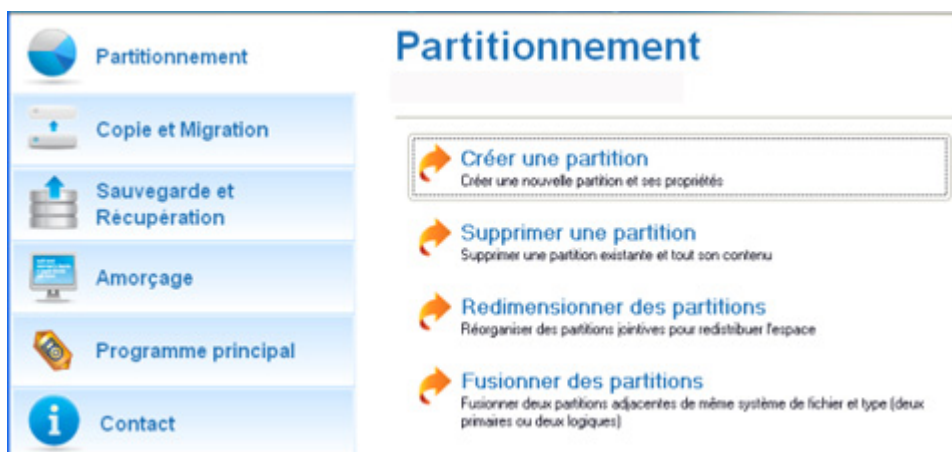 Partitionnement
Copie et Migration
Sauvegarde et
Récupération
Amorçage
Programme principal
Contact
Partitionnement
Créer une partition
Créer une nouvelle partition et ses propriétés
Supprimer une partition
Supprimer une partition existante et tout son contenu
Redimensionner des partitions
Réorganiser des partitions jointives pour redistribuer l'espace
Fusionner des partitions
Fusionner deux partitions adjacentes de même système de fichier et type (deux
primaires ou deux logiques)